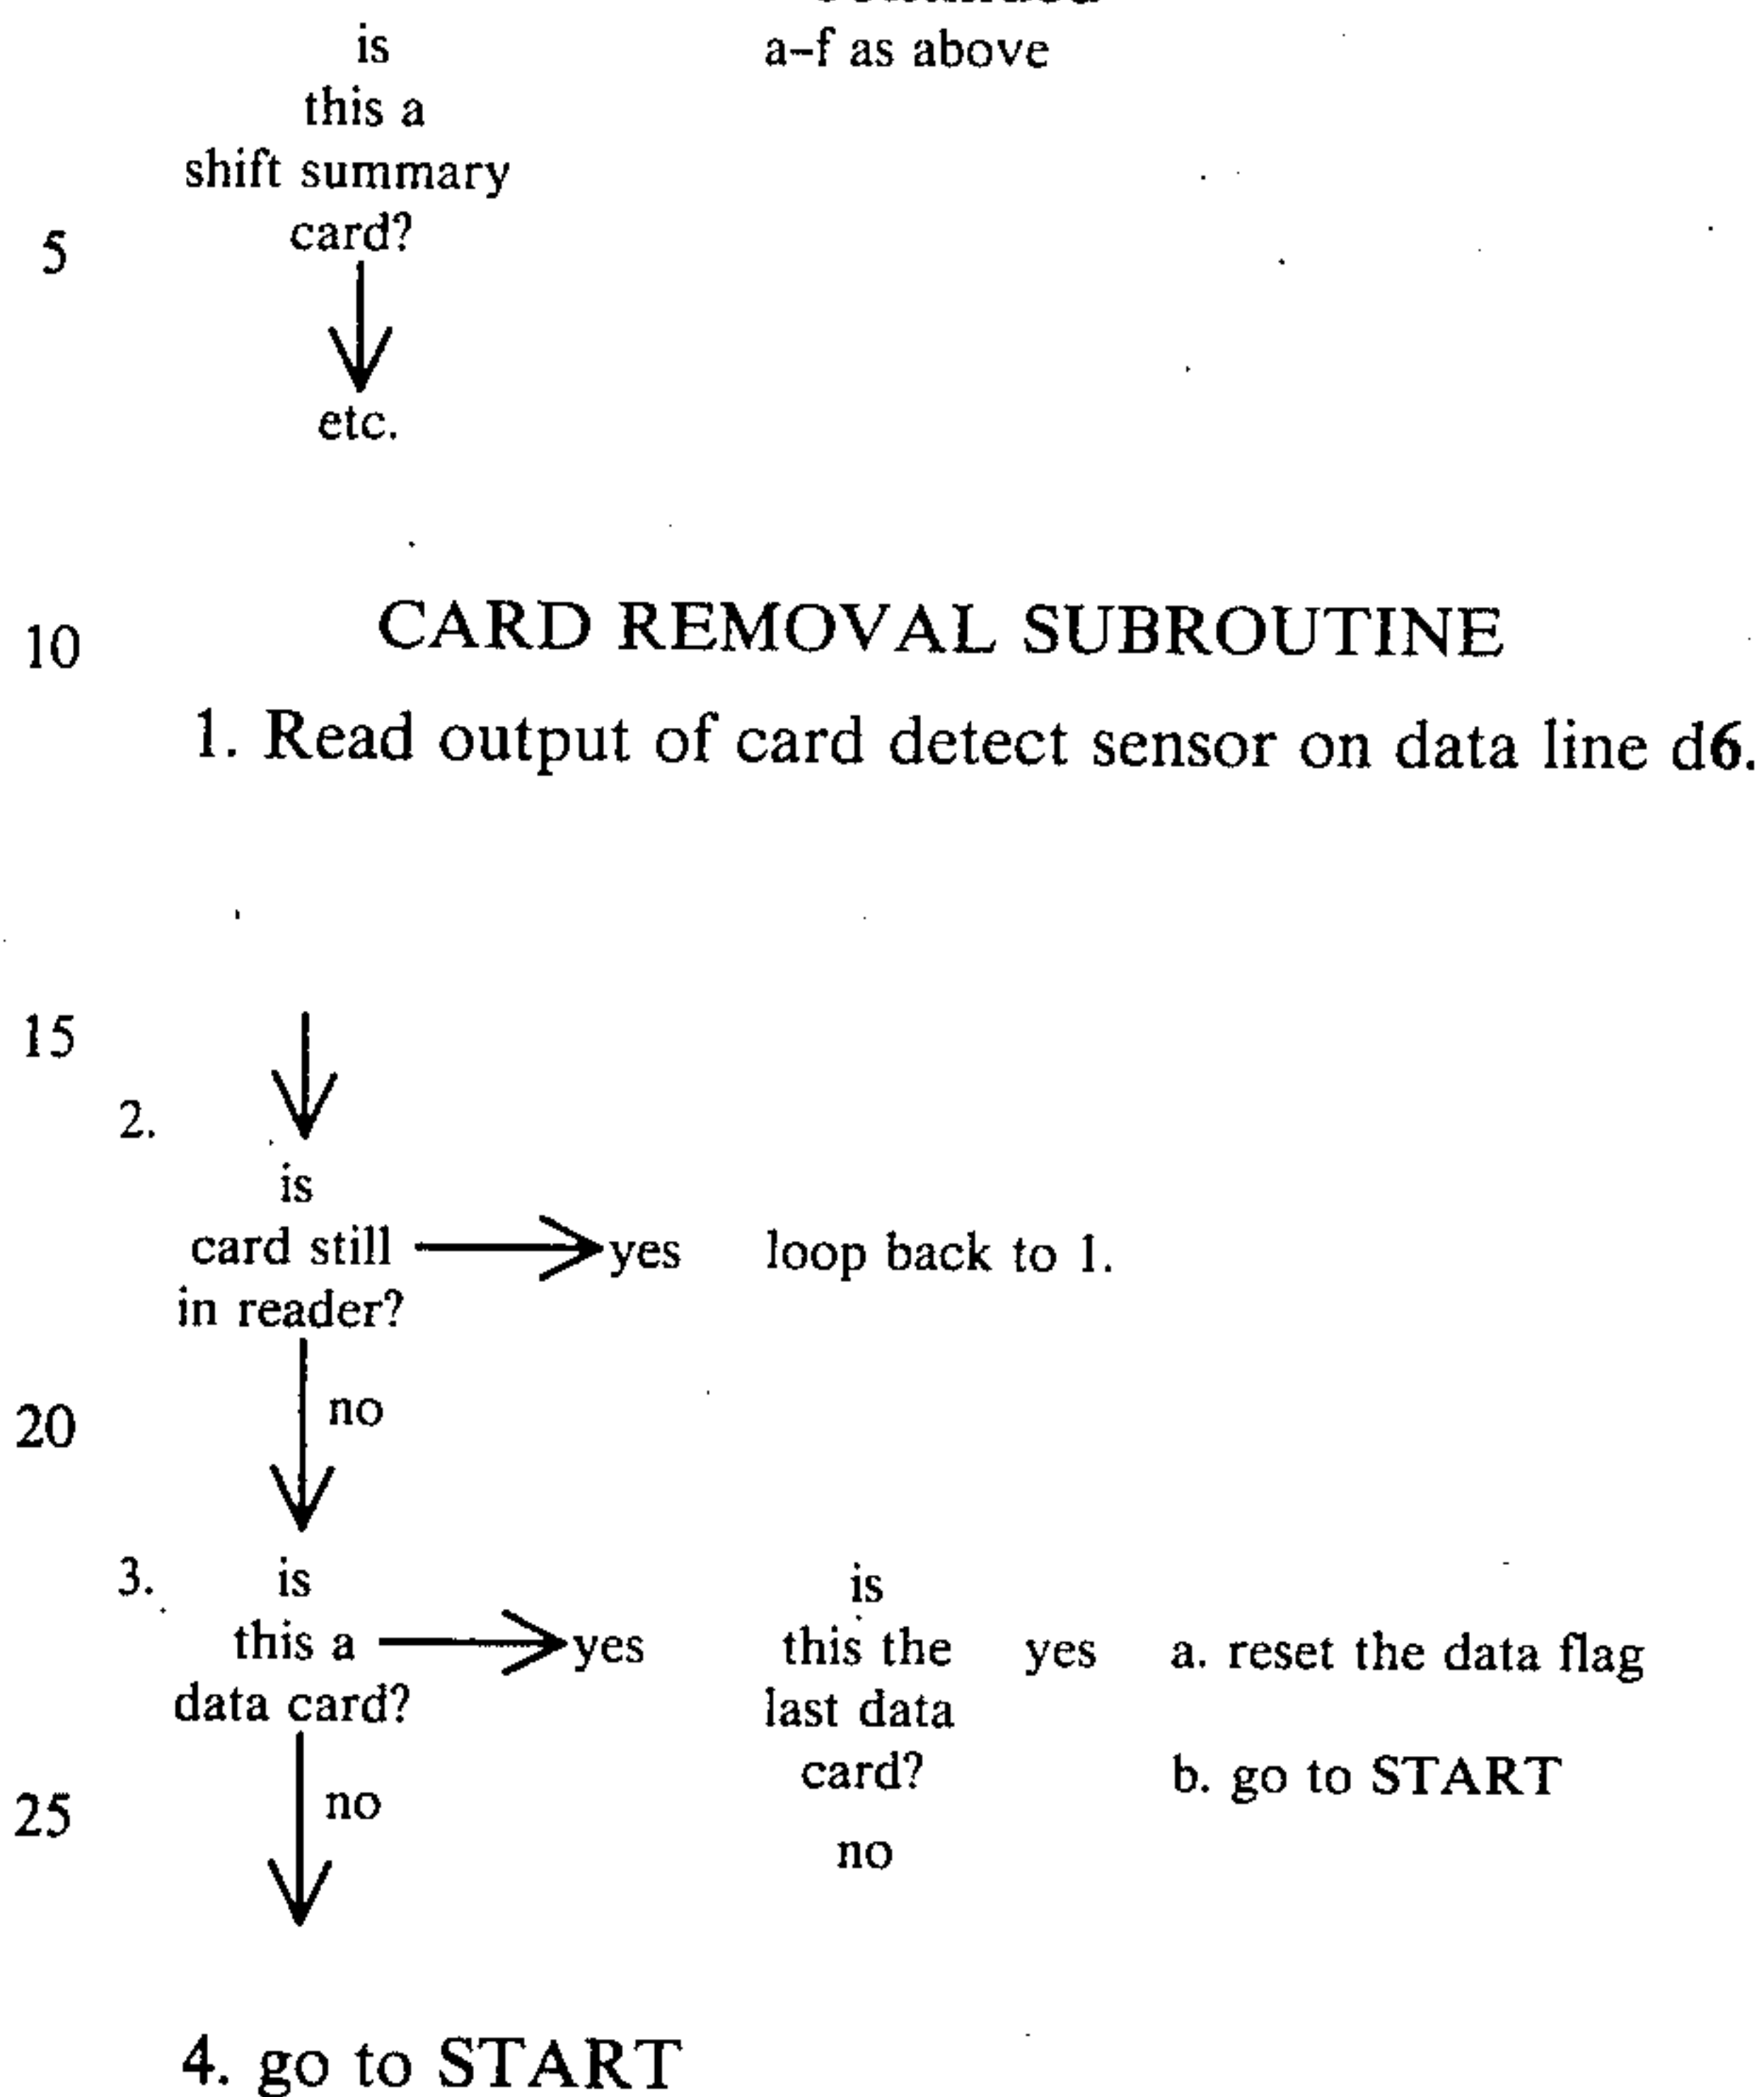 a–f as above
is
this a
shift summary
5
card?
etc.
10
CARD REMOVAL SUBROUTINE
1. Read output of card detect sensor on data line d6.
15
2.
is
card still
yes
loop back to 1.
in reader?
20
no
3.
is
this a
data card?
yes
is
this the
last data
card?
yes
a. reset the data flag
b. go to START
25
no
no
4. go to START